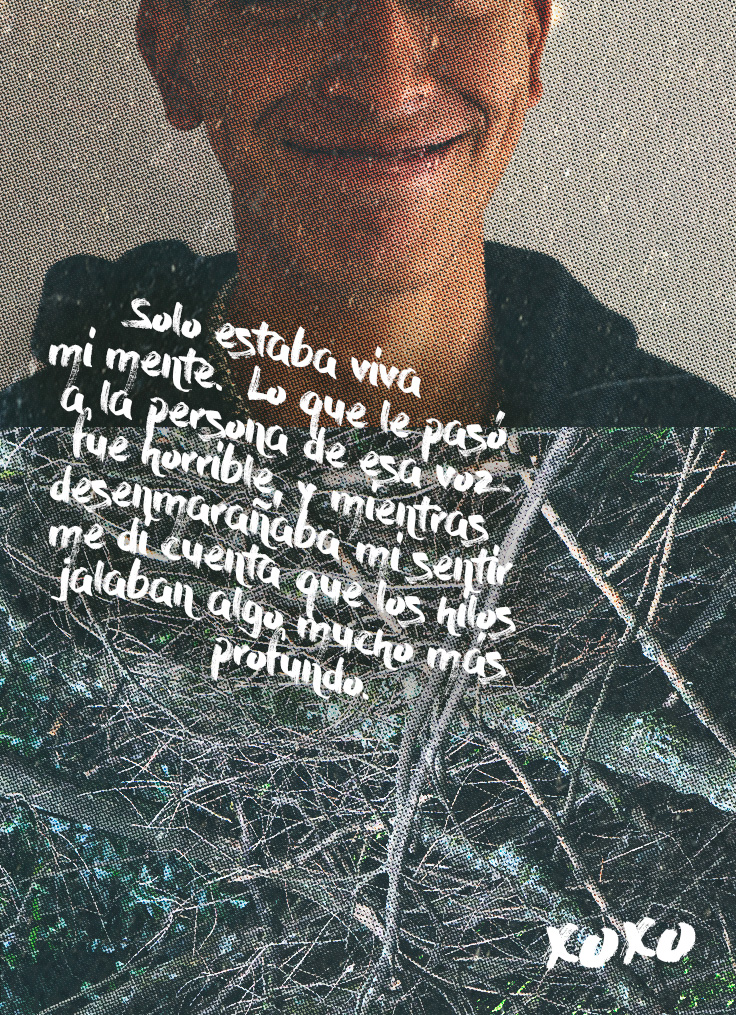 Solo estaba viva
mi mente. Lo que le pasó
a la persona de esa voz
fue horrible, y mientras
desenmarañaba mi sentir
me di cuenta que los hilos
jalaban algo mucho más
profundo.
xoxo